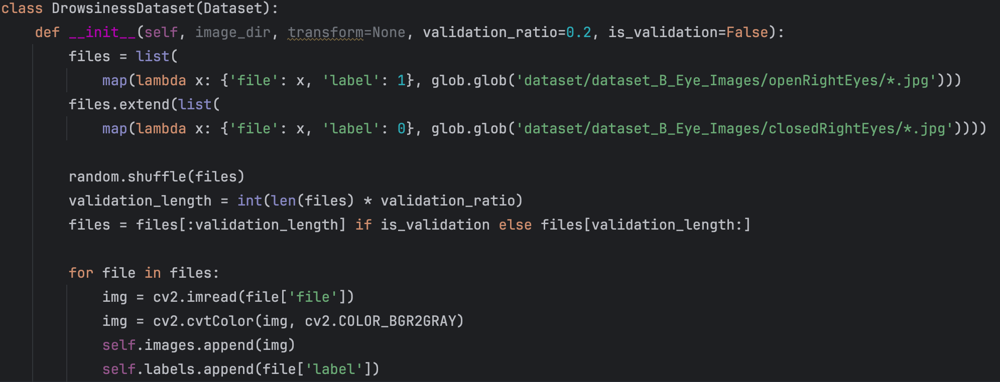 class DrowsinessDataset(Dataset):
    def __init__(self, image_dir, transform=None, validation_ratio=0.2, is_validation=False):
        files = list(
            map(lambda x: {'file': x, 'label': 1}, glob.glob('dataset/dataset_B_Eye_Images/openRightEyes/*.jpg')))
        files.extend(list(
            map(lambda x: {'file': x, 'label': 0}, glob.glob('dataset/dataset_B_Eye_Images/closedRightEyes/*.jpg'))))

        random.shuffle(files)
        validation_length = int(len(files) * validation_ratio)
        files = files[:validation_length] if is_validation else files[validation_length:]

        for file in files:
            img = cv2.imread(file['file'])
            img = cv2.cvtColor(img, cv2.COLOR_BGR2GRAY)
            self.images.append(img)
            self.labels.append(file['label'])